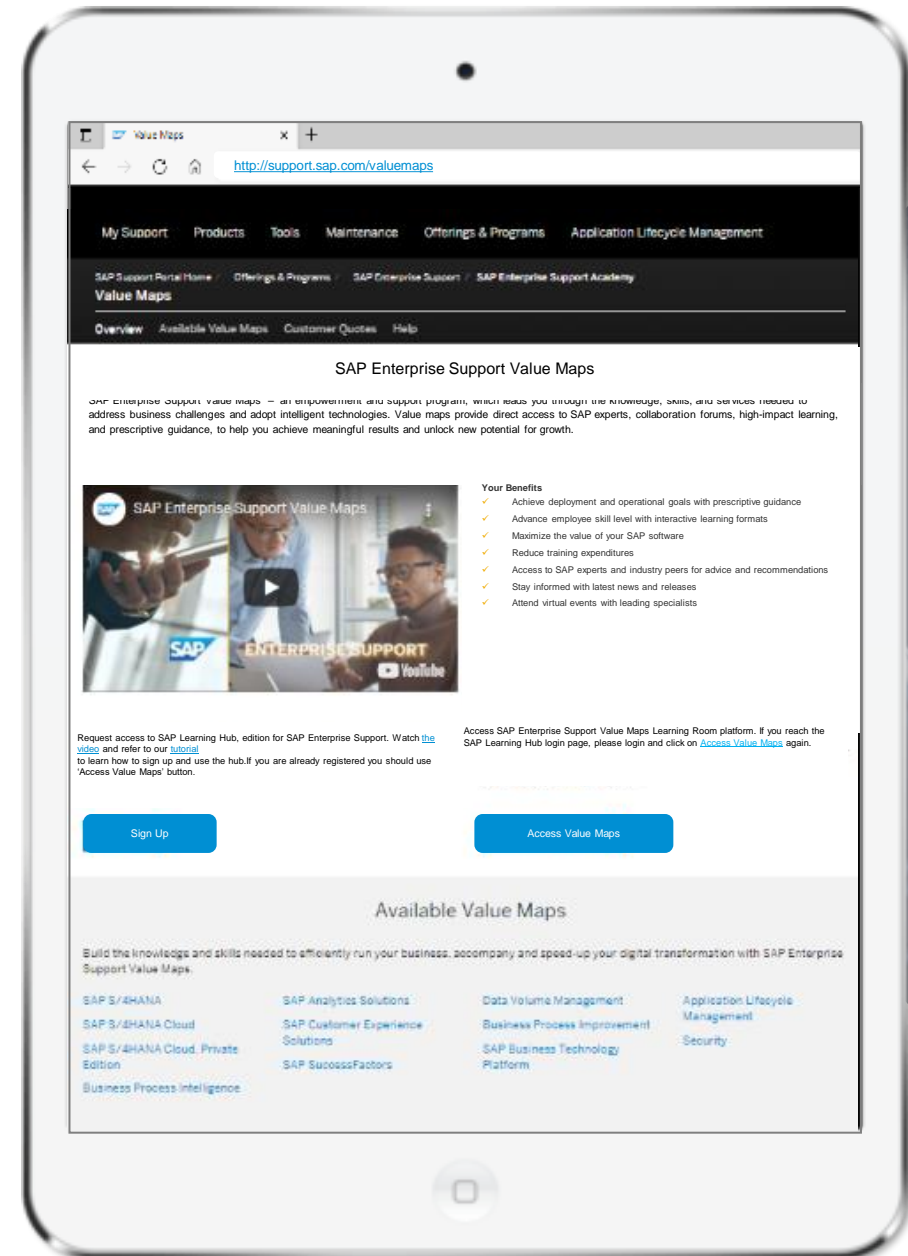 SAP Value Maps
http://support.sap.com/valuemaps
My Support Products Tools Maintenance Offerings & Programs Application Lifecycle Management
SAP Support Portal Home / Offerings & Programs / SAP Enterprise Support / SAP Enterprise Support Academy
Value Maps
Overview Available Value Maps Customer Quotes Help
SAP Enterprise Support Value Maps
SAP Enterprise Support Value Maps – an empowerment and support program, which leads you through the knowledge, skills, and services needed to
address business challenges and adopt intelligent technologies. Value maps provide direct access to SAP experts, collaboration forums, high-impact learning,
and prescriptive guidance, to help you achieve meaningful results and unlock new potential for growth.
SAP SAP Enterprise Support Value Maps
SAP ENTERPRISE SUPPORT
YouTube
Your Benefits
✓ Achieve deployment and operational goals with prescriptive guidance
✓ Advance employee skill level with interactive learning formats
✓ Maximize the value of your SAP software
✓ Reduce training expenditures
✓ Access to SAP experts and industry peers for advice and recommendations
✓ Stay informed with latest news and releases
✓ Attend virtual events with leading specialists
Request access to SAP Learning Hub, edition for SAP Enterprise Support. Watch the
video and refer to our tutorial
to learn how to sign up and use the hub.If you are already registered you should use
'Access Value Maps' button.
Sign Up
Access SAP Enterprise Support Value Maps Learning Room platform. If you reach the
SAP Learning Hub login page, please login and click on Access Value Maps again.
Access Value Maps
Available Value Maps
Build the knowledge and skills needed to efficiently run your business, accompany and speed-up your digital transformation with SAP Enterprise
Support Value Maps.
SAP S/4HANA
SAP S/4HANA Cloud
SAP S/4HANA Cloud, Private
Edition
Business Process Intelligence
SAP Analytics Solutions
SAP Customer Experience
Solutions
SAP SuccessFactors
Data Volume Management
Business Process Improvement
SAP Business Technology
Platform
Application Lifecycle
Management
Security